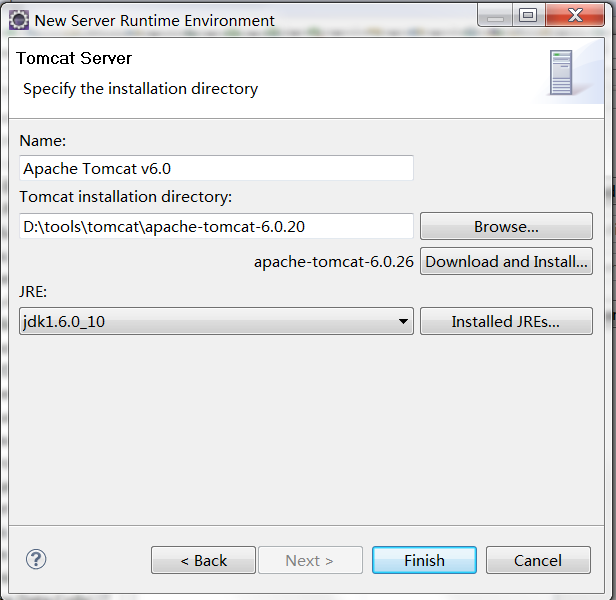 New Server Runtime Environment
Tomcat Server
Specify the installation directory
Name:
Apache Tomcat v6.0
Tomcat installation directory:
D:\tools\tomcat\apache-tomcat-6.0.20
Browse...
apache-tomcat-6.0.26
Download and Install...
JRE:
jdk1.6.0_10
Installed JREs...
?
< Back
Next >
Finish
Cancel